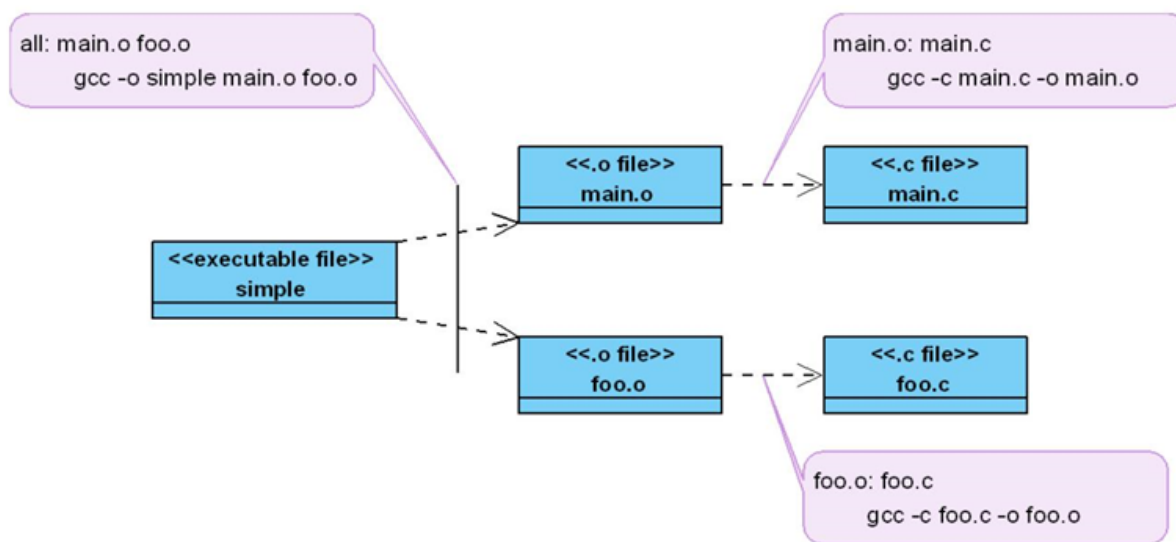 all: main.o foo.o
gcc -o simple main.o foo.o
main.o: main.c
gcc -c main.c -o main.o
<<.o file>>
main.o
<<.c file>>
main.c
<<executable file>>
simple
<<.o file>>
foo.o
<<.c file>>
foo.c
foo.o: foo.c
gcc -c foo.c -o foo.o